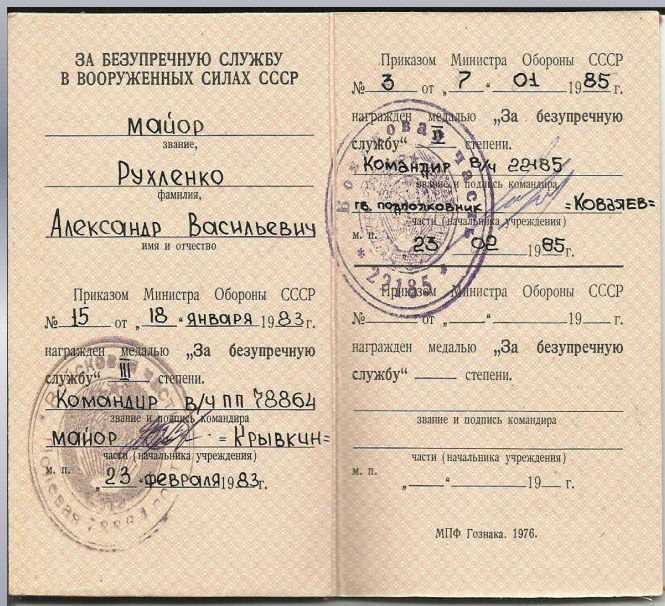 ЗА БЕЗУПРЕЧНУЮ СЛУЖБУ
В ВООРУЖЕННЫХ СИЛАХ СССР
майор
звание,
Рухленко
фамилия,
Александр Васильевич
имя и отчество
Приказом Министра Обороны СССР
№ 15 от „18“ января 1983 г.
награжден медалью „За безупречную
службу“ III степени.
Командир в/ч пп 78864
звание и подпись командира
майор =Крывкин=
части (начальника учреждения)
м. п.
„23“ февраля 1983 г.
Приказом Министра Обороны СССР
№ 3 от „7“ 01 1985 г.
награжден медалью „За безупречную
службу“ II степени.
Командир в/ч 22185
звание и подпись командира
гв. подполковник =Ковалев=
части (начальника учреждения)
м. п.
23 02 1985 г.
Войсковая часть
* 22185 *
Приказом Министра Обороны СССР
№ от „ “ 19 г.
награжден медалью „За безупречную
службу“ степени.
звание и подпись командира
части (начальника учреждения)
м. п.
„ “ 19 г.
МПФ Гознака. 1976.